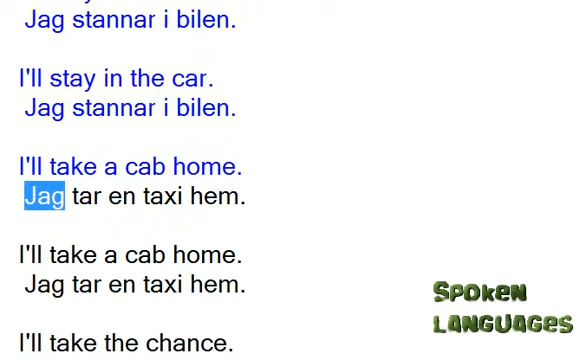 Jag stannar i bilen.
I'll stay in the car.
Jag stannar i bilen.
I'll take a cab home.
Jag tar en taxi hem.
I'll take a cab home.
Jag tar en taxi hem.
I'll take the chance.
Spoken
Languages